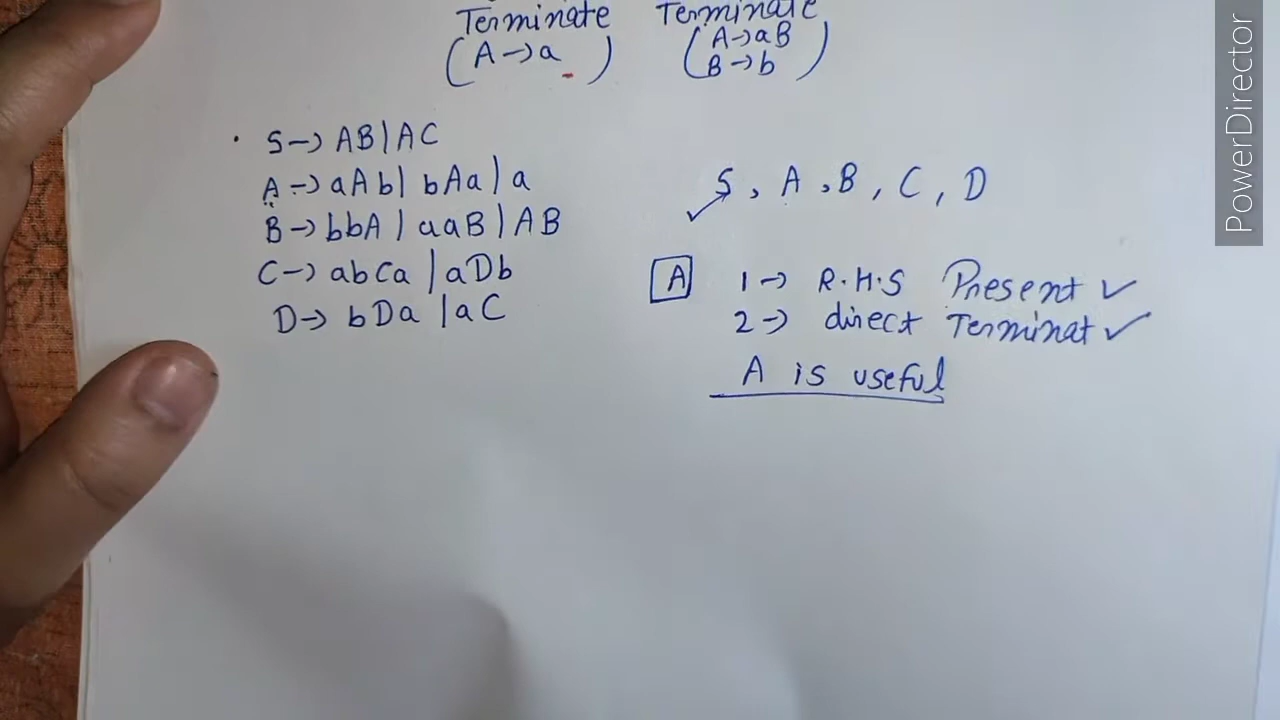 Terminate Terminate
(A→a) (A→aB
B→b)
. S→AB|AC
A→aAb|bAa|a
B→bbA|aaB|AB
C→abCa|aDb
D→bDa|aC
S, A, B, C, D
A 1→ R.H.S Present ✓
2→ direct Terminat ✓
A is useful
PowerDirector